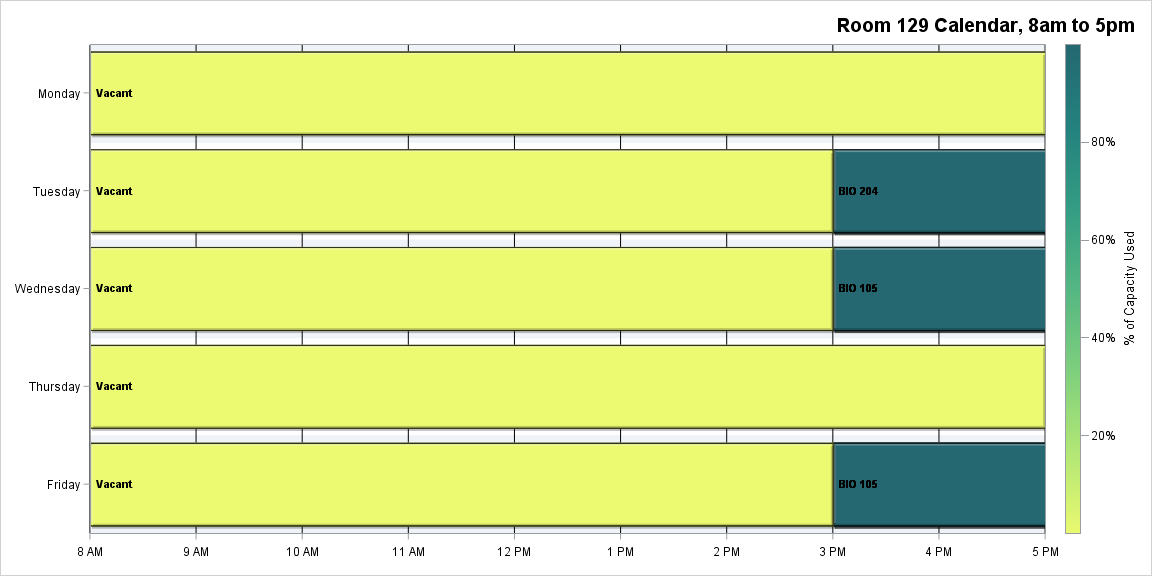 Room 129 Calendar, 8am to 5pm
Monday
Vacant
Tuesday
Vacant
BIO 204
Wednesday
Vacant
BIO 105
Thursday
Vacant
Friday
Vacant
BIO 105
8 AM
9 AM
10 AM
11 AM
12 PM
1 PM
2 PM
3 PM
4 PM
5 PM
80%
60%
40%
20%
% of Capacity Used